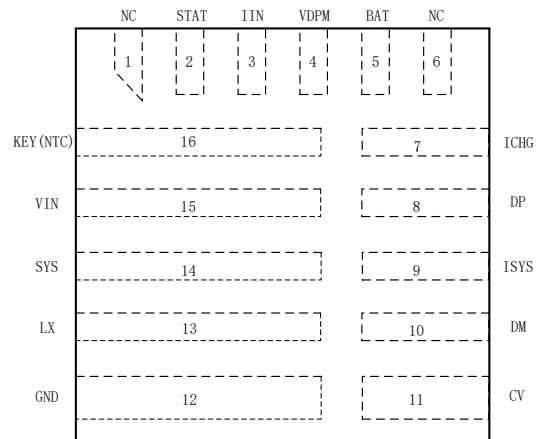 NC STAT IIN VDPM BAT NC
1 2 3 4 5 6
KEY(NTC) 16 7 ICHG
VIN 15 8 DP
SYS 14 9 ISYS
LX 13 10 DM
GND 12 11 CV